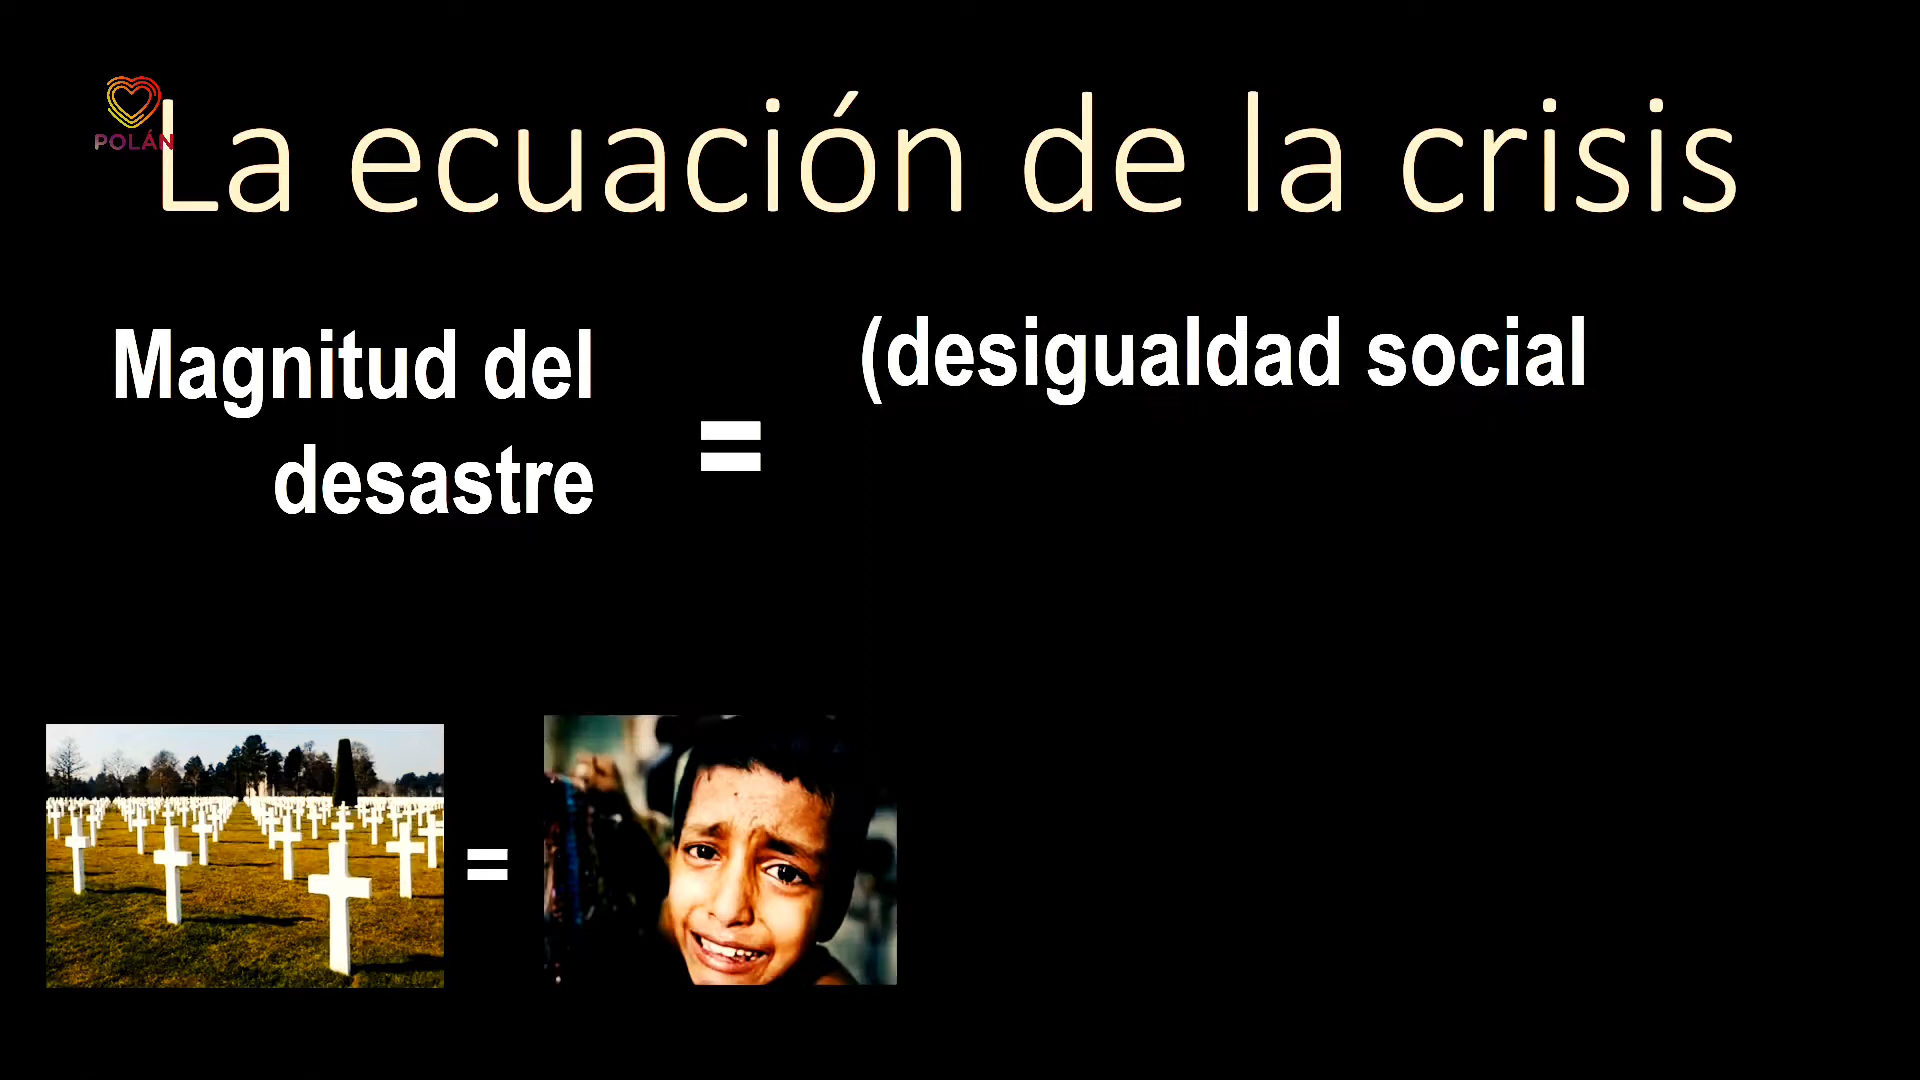 POLÁN
La ecuación de la crisis
Magnitud del
desastre
=
(desigualdad social
=